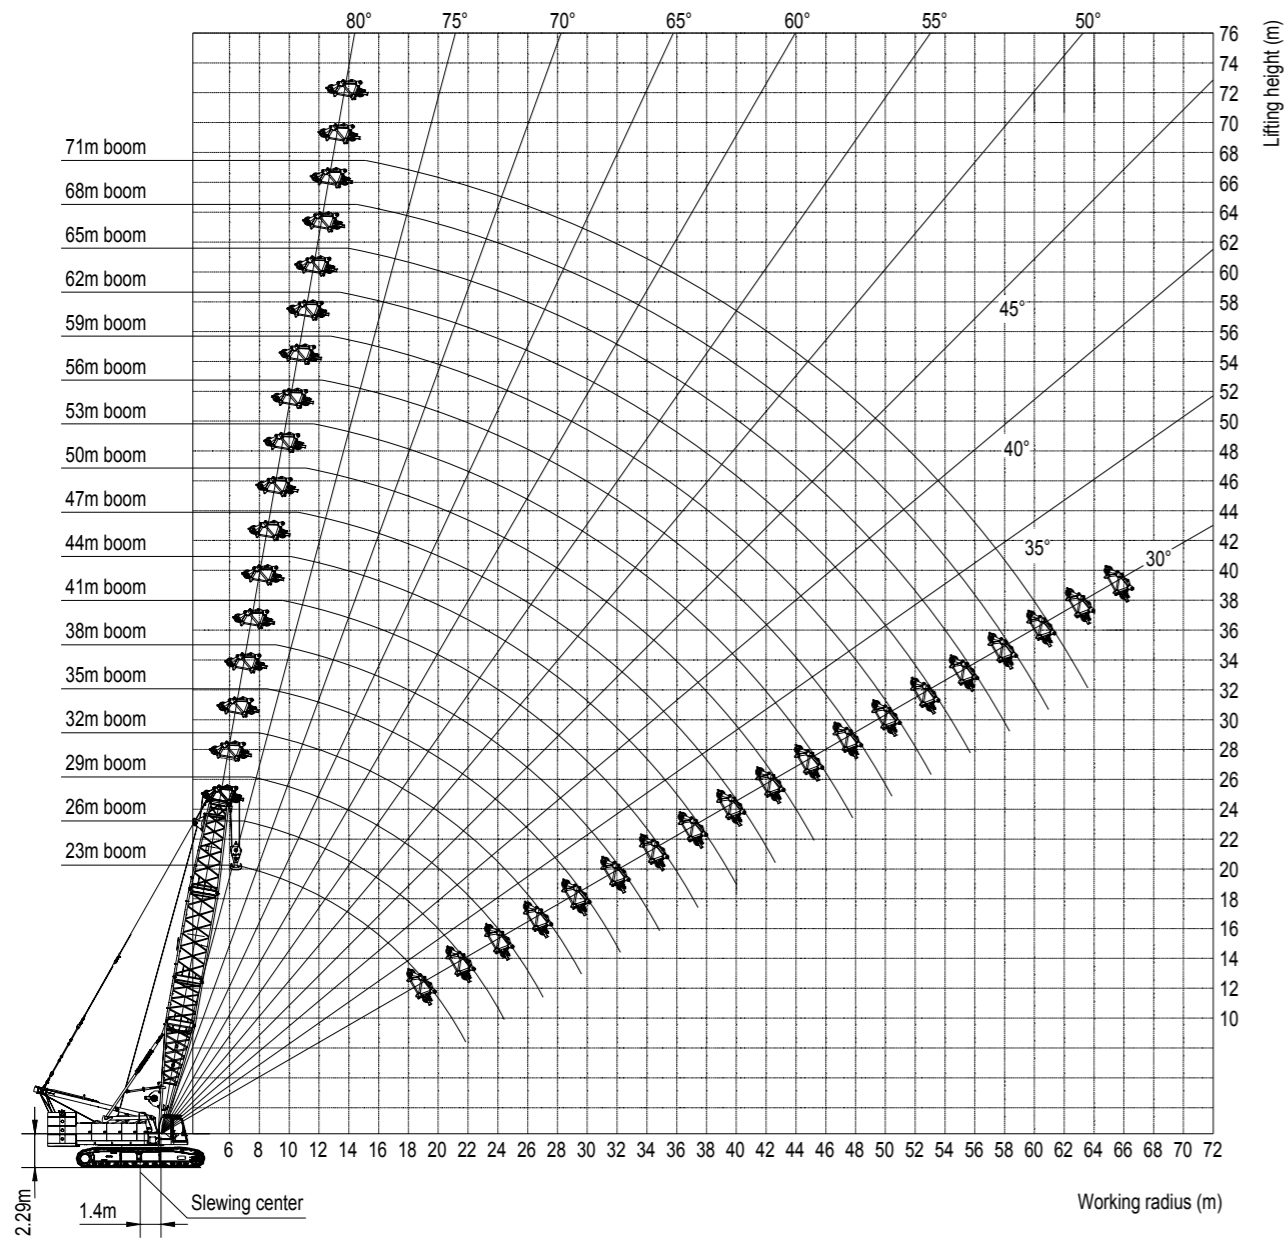 80° 75° 70° 65° 60° 55° 50°
76
Lifting height (m)
74
72
70
71m boom
68
68m boom
66
64
65m boom
62
62m boom
60
58
45°
59m boom
56
56m boom
54
52
53m boom
50
50m boom
40°
48
46
47m boom
44
44m boom
42
35°
30°
41m boom
40
38
38m boom
36
35m boom
34
32
32m boom
30
29m boom
28
26
26m boom
24
23m boom
22
20
18
16
14
12
10
6 8 10 12 14 16 18 20 22 24 26 28 30 32 34 36 38 40 42 44 46 48 50 52 54 56 58 60 62 64 66 68 70 72
2.29m
1.4m
Slewing center
Working radius (m)